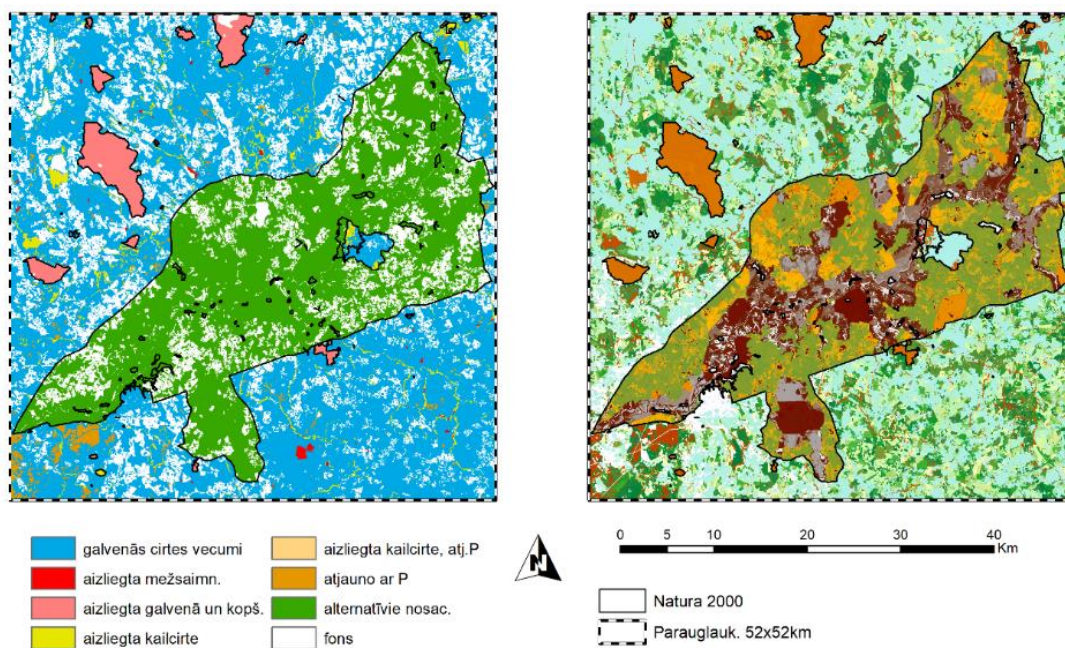 galvenās cirtes vecumi
aizliegta mežsaimn.
aizliegta galvenā un kopš.
aizliegta kailcirte
aizliegta kailcirte, atj.P
atjauno ar P
alternatīvie nosac.
fons
N
0 10 20 30 40
Km
Natura 2000
Parauglauk. 52x52km